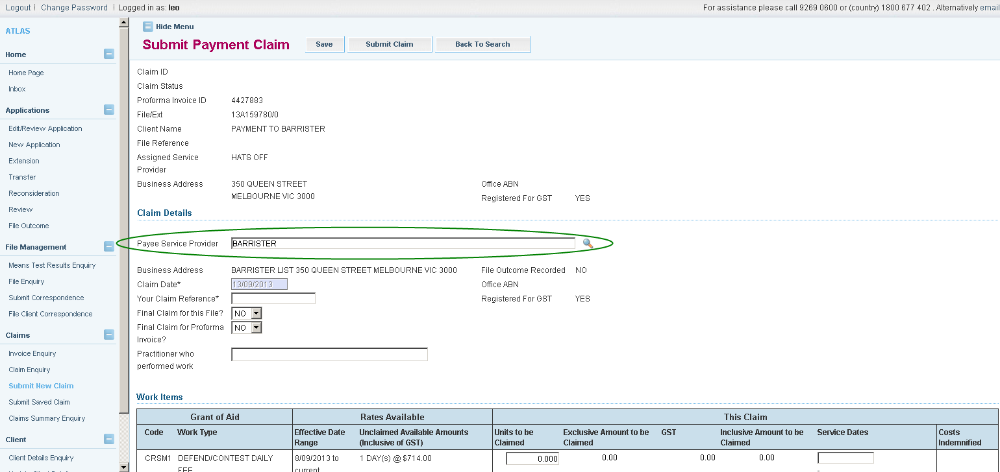 Logout | Change Password | Logged in as: leo
For assistance please call 9269 0600 or (country) 1800 677 402 . Alternatively email
ATLAS
Home
Home Page
Inbox
Applications
Edit/Review Application
New Application
Extension
Transfer
Reconsideration
Review
File Outcome
File Management
Means Test Results Enquiry
File Enquiry
Submit Correspondence
File Client Correspondence
Claims
Invoice Enquiry
Claim Enquiry
Submit New Claim
Submit Saved Claim
Claims Summary Enquiry
Client
Client Details Enquiry
Hide Menu
Submit Payment Claim
Save
Submit Claim
Back To Search
Claim ID
Claim Status
Proforma Invoice ID 4427883
File/Ext 13A159780/0
Client Name PAYMENT TO BARRISTER
File Reference
Assigned Service HATS OFF
Provider
Business Address 350 QUEEN STREET Office ABN
MELBOURNE VIC 3000
Registered For GST YES
Claim Details
Payee Service Provider BARRISTER
Business Address BARRISTER LIST 350 QUEEN STREET MELBOURNE VIC 3000 File Outcome Recorded NO
Claim Date* 13/09/2013 Office ABN
Your Claim Reference* Registered For GST YES
Final Claim for this File? NO
Final Claim for Proforma NO
Invoice?
Practitioner who
performed work
Work Items
Grant of Aid Rates Available This Claim
Code Work Type Effective Date Unclaimed Available Amounts Units to be Exclusive Amount to be GST Inclusive Amount to be Service Dates Costs
Range (Inclusive of GST) Claimed Claimed Claimed Indemnified
CRSM1 DEFEND/CONTEST DAILY 8/09/2013 to 1 DAY(s) @ $714.00 0.000 0.00 0.00 0.00
FEE current -